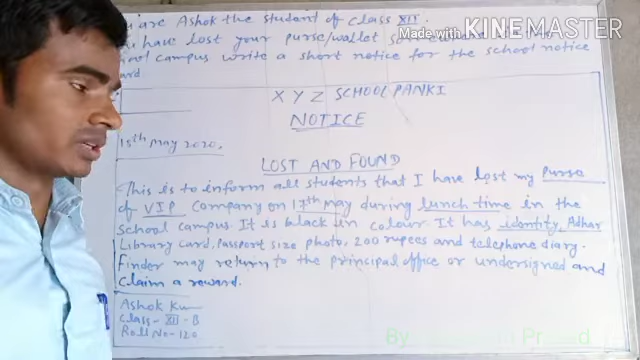 are Ashok the student of class XII.
have lost your purse/wallet
campus write a short notice for the school notice
Made with KINEMASTER
X Y Z SCHOOL PANKI
NOTICE
May 2020.
LOST AND FOUND
This is to inform all students that I have lost my Purse
of VIP Company on 17th May during lunch time in the
school campus. It is black in colour. It has identity, Adhar
Library card, Passport size photo, 200 rupees and telephone diary.
Finder may return to the principal office or undersigned and
claim a reward.
Ashok Kum
Class- XII - B
Roll No- 120
By: